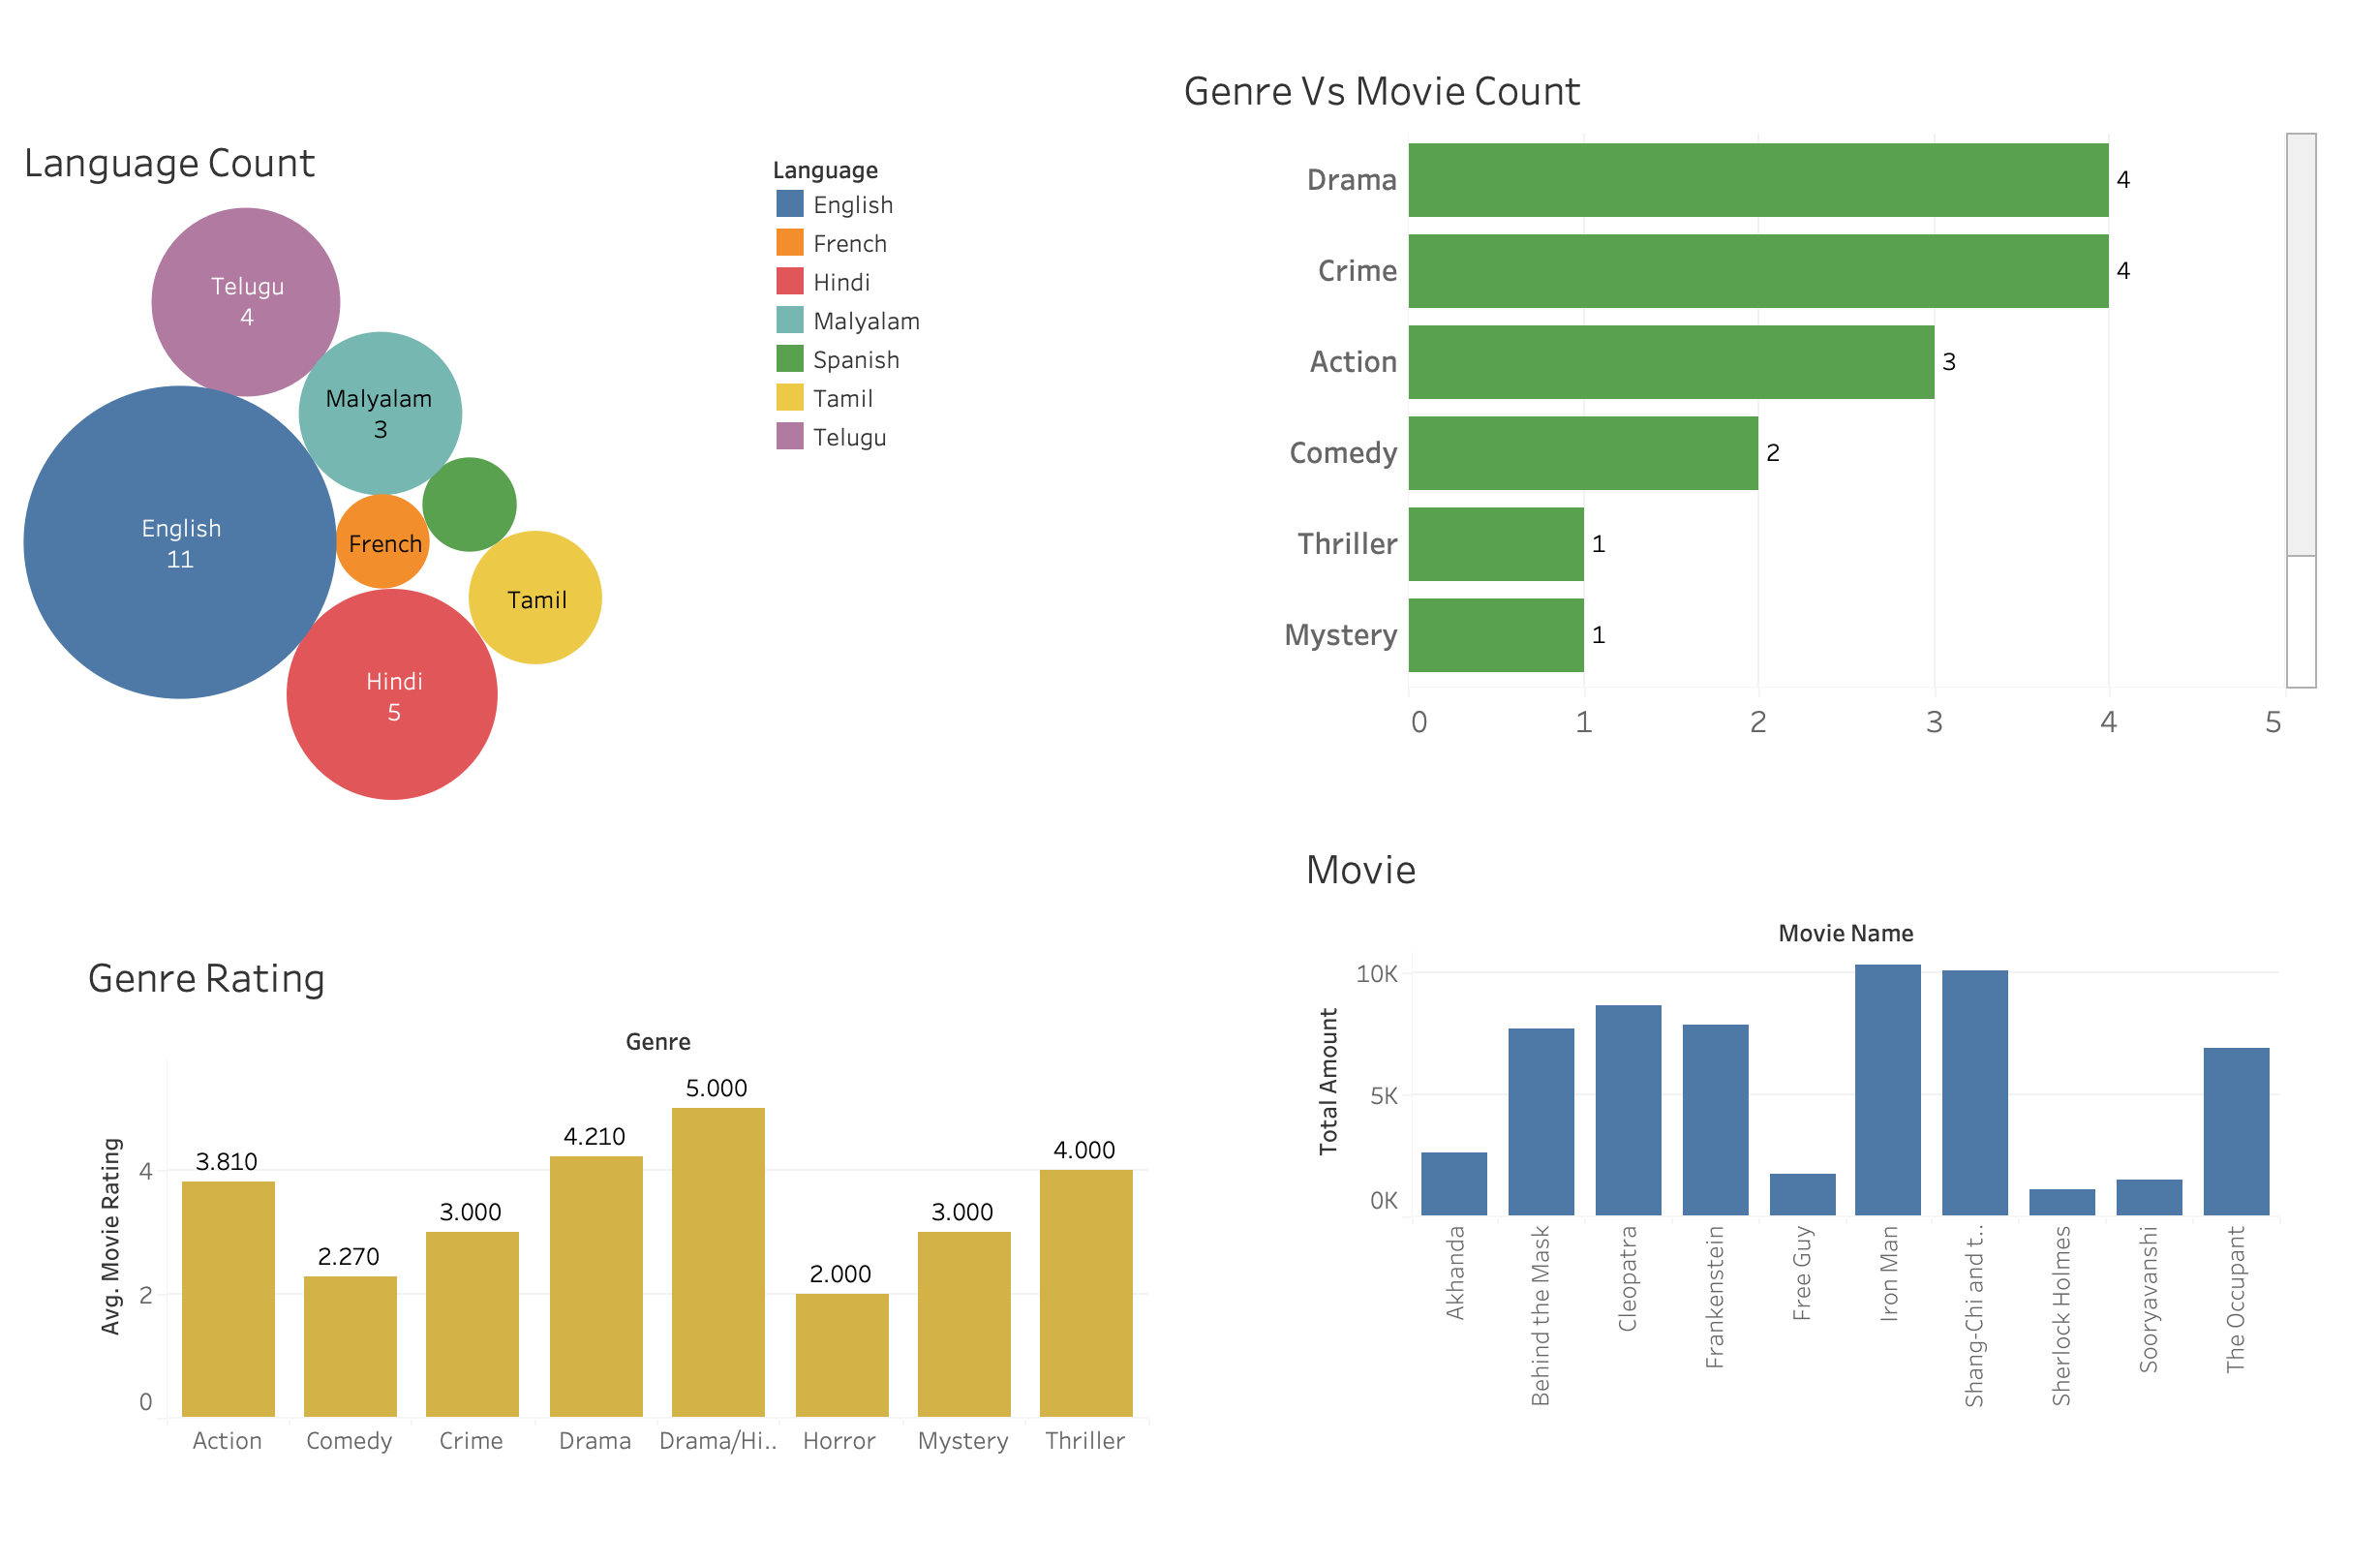 Language Count
Telugu
4
Malyalam
3
English
11
French
Tamil
Hindi
5
Language
English
French
Hindi
Malyalam
Spanish
Tamil
Telugu
Genre Vs Movie Count
Drama 4
Crime 4
Action 3
Comedy 2
Thriller 1
Mystery 1
0 1 2 3 4 5
Genre Rating
Genre
Avg. Movie Rating
4
2
0
3.810
2.270
3.000
4.210
5.000
2.000
3.000
4.000
Action Comedy Crime Drama Drama/Hi.. Horror Mystery Thriller
Movie
Movie Name
Total Amount
10K
5K
0K
Akhanda
Behind the Mask
Cleopatra
Frankenstein
Free Guy
Iron Man
Shang-Chi and t..
Sherlock Holmes
Sooryavanshi
The Occupant